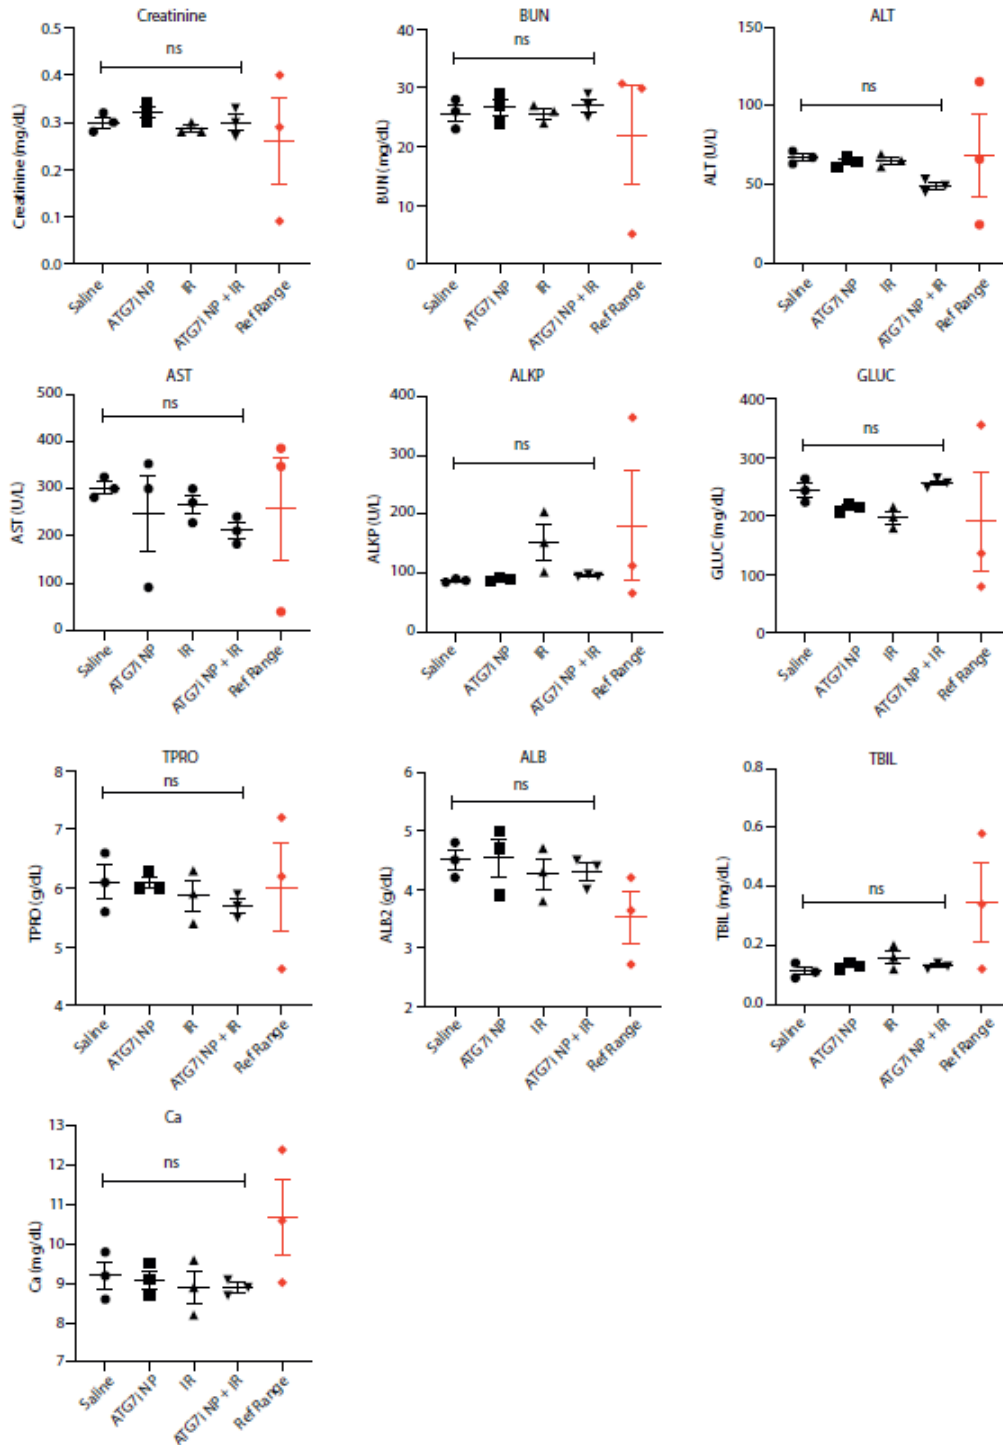 Creatinine
ns
Creatinine (mg/dL)
0.5
0.4
0.3
0.2
0.1
0.0
Saline
ATG7i NP
IR
ATG7i NP + IR
Ref Range
BUN
ns
BUN (mg/dL)
40
30
20
10
0
Saline
ATG7i NP
IR
ATG7i NP + IR
Ref Range
ALT
ns
ALT (U/L)
150
100
50
0
Saline
ATG7i NP
IR
ATG7i NP + IR
Ref Range
AST
ns
AST (U/L)
500
400
300
200
100
0
Saline
ATG7i NP
IR
ATG7i NP + IR
Ref Range
ALKP
ns
ALKP (U/L)
400
300
200
100
0
Saline
ATG7i NP
IR
ATG7i NP + IR
Ref Range
GLUC
ns
GLUC (mg/dL)
400
300
200
100
0
Saline
ATG7i NP
IR
ATG7i NP + IR
Ref Range
TPRO
ns
TPRO (g/dL)
8
7
6
5
4
Saline
ATG7i NP
IR
ATG7i NP + IR
Ref Range
ALB
ns
ALB2 (g/dL)
6
5
4
3
2
Saline
ATG7i NP
IR
ATG7i NP + IR
Ref Range
TBIL
ns
TBIL (mg/dL)
0.8
0.6
0.4
0.2
0.0
Saline
ATG7i NP
IR
ATG7i NP + IR
Ref Range
Ca
ns
Ca (mg/dL)
13
12
11
10
9
8
7
Saline
ATG7i NP
IR
ATG7i NP + IR
Ref Range